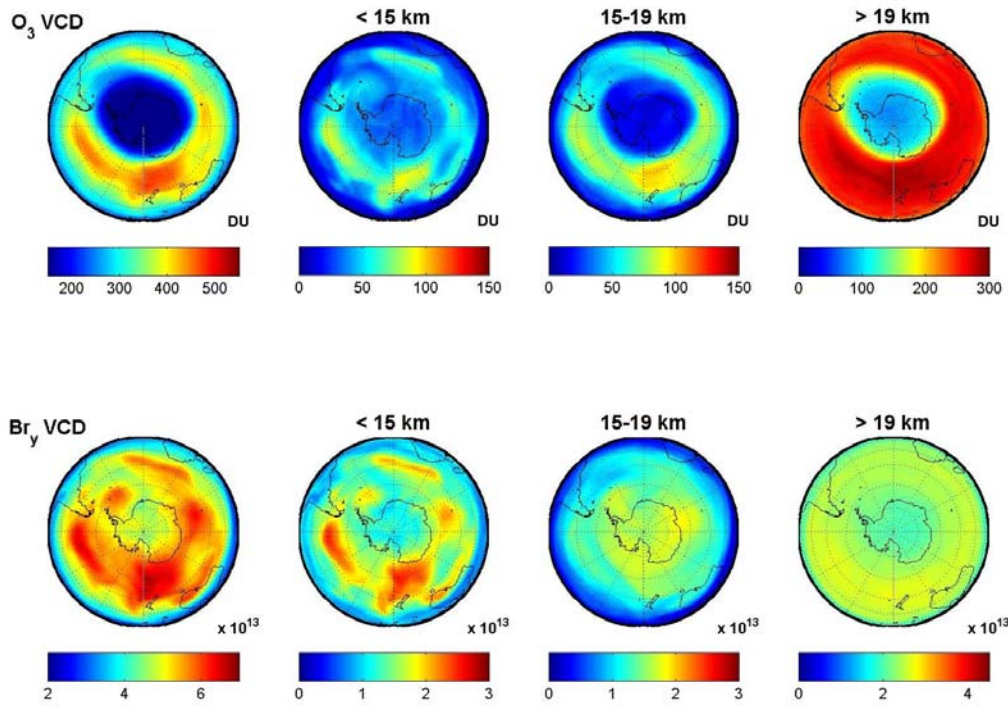 O3 VCD
< 15 km
15-19 km
> 19 km
DU
DU
DU
200 300 400 500
0 50 100 150
0 50 100 150
0 100 200 300
Bry VCD
< 15 km
15-19 km
> 19 km
x 10^13
x 10^13
x 10^13
x 10^13
2 4 6
0 1 2 3
0 1 2 3
0 2 4